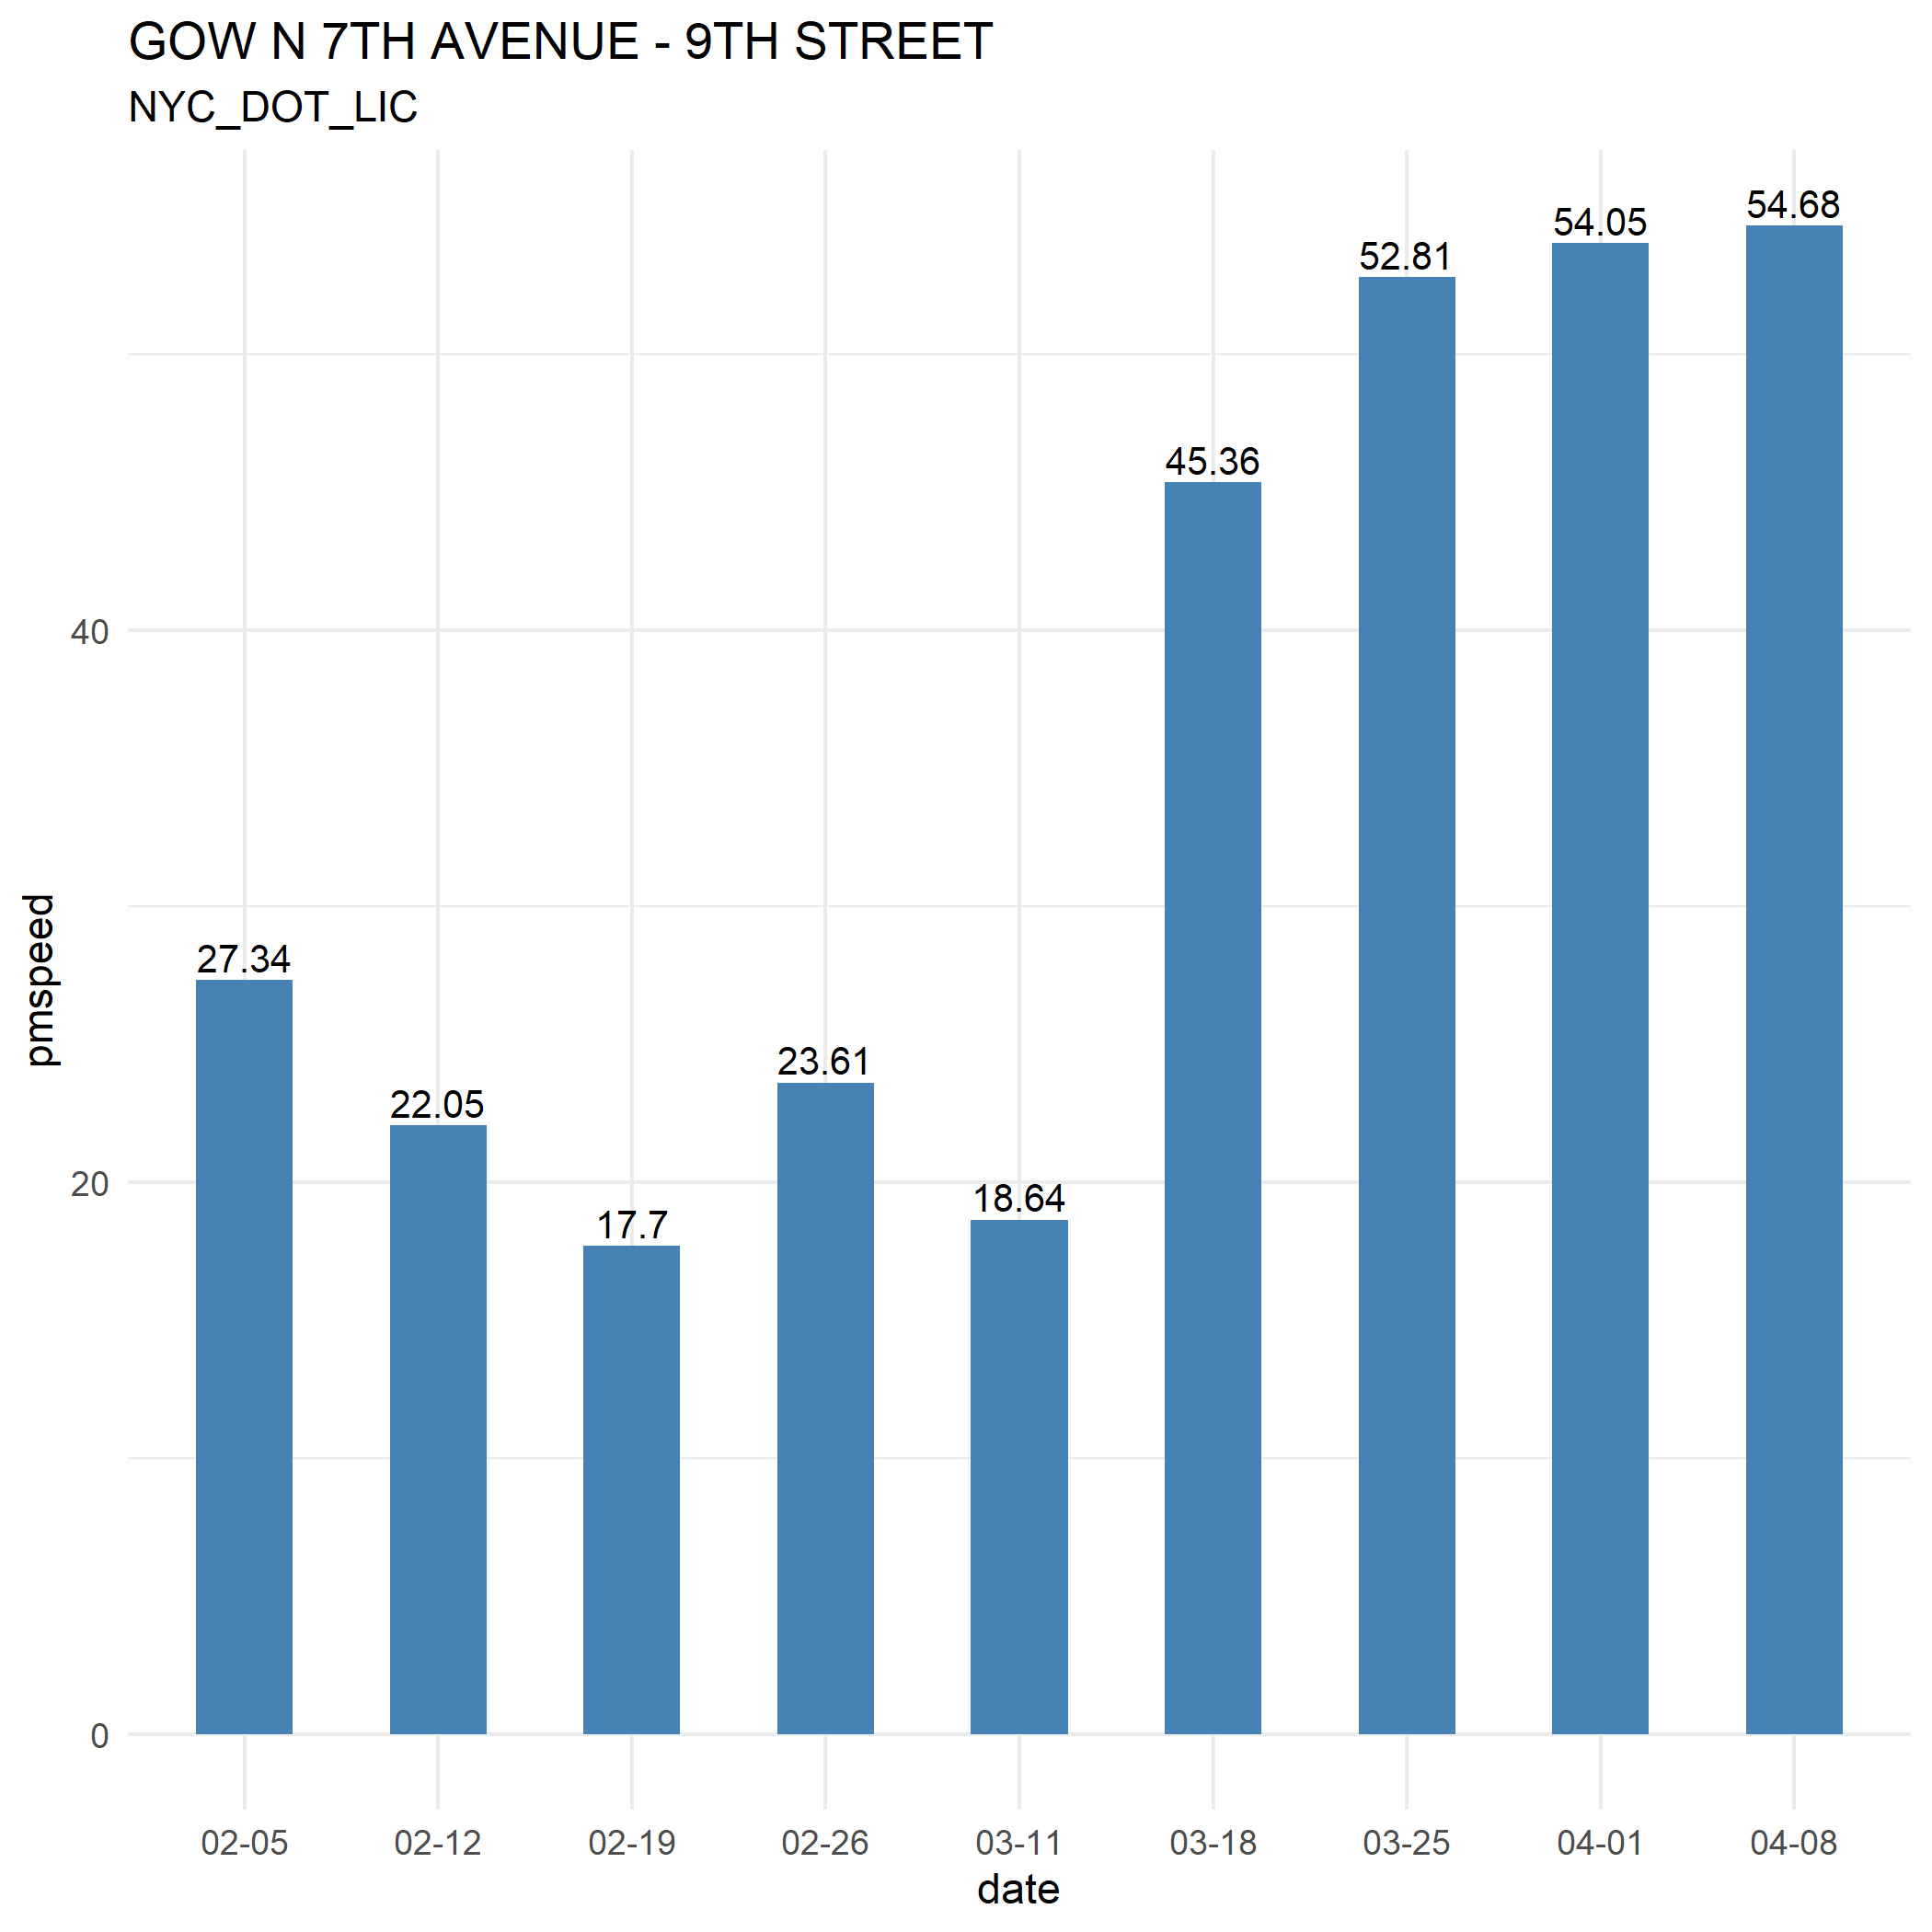 GOW N 7TH AVENUE - 9TH STREET
NYC_DOT_LIC
54.68
54.05
52.81
45.36
40
27.34
23.61
22.05
20
18.64
17.7
0
pmspeed
02-05 02-12 02-19 02-26 03-11 03-18 03-25 04-01 04-08
date